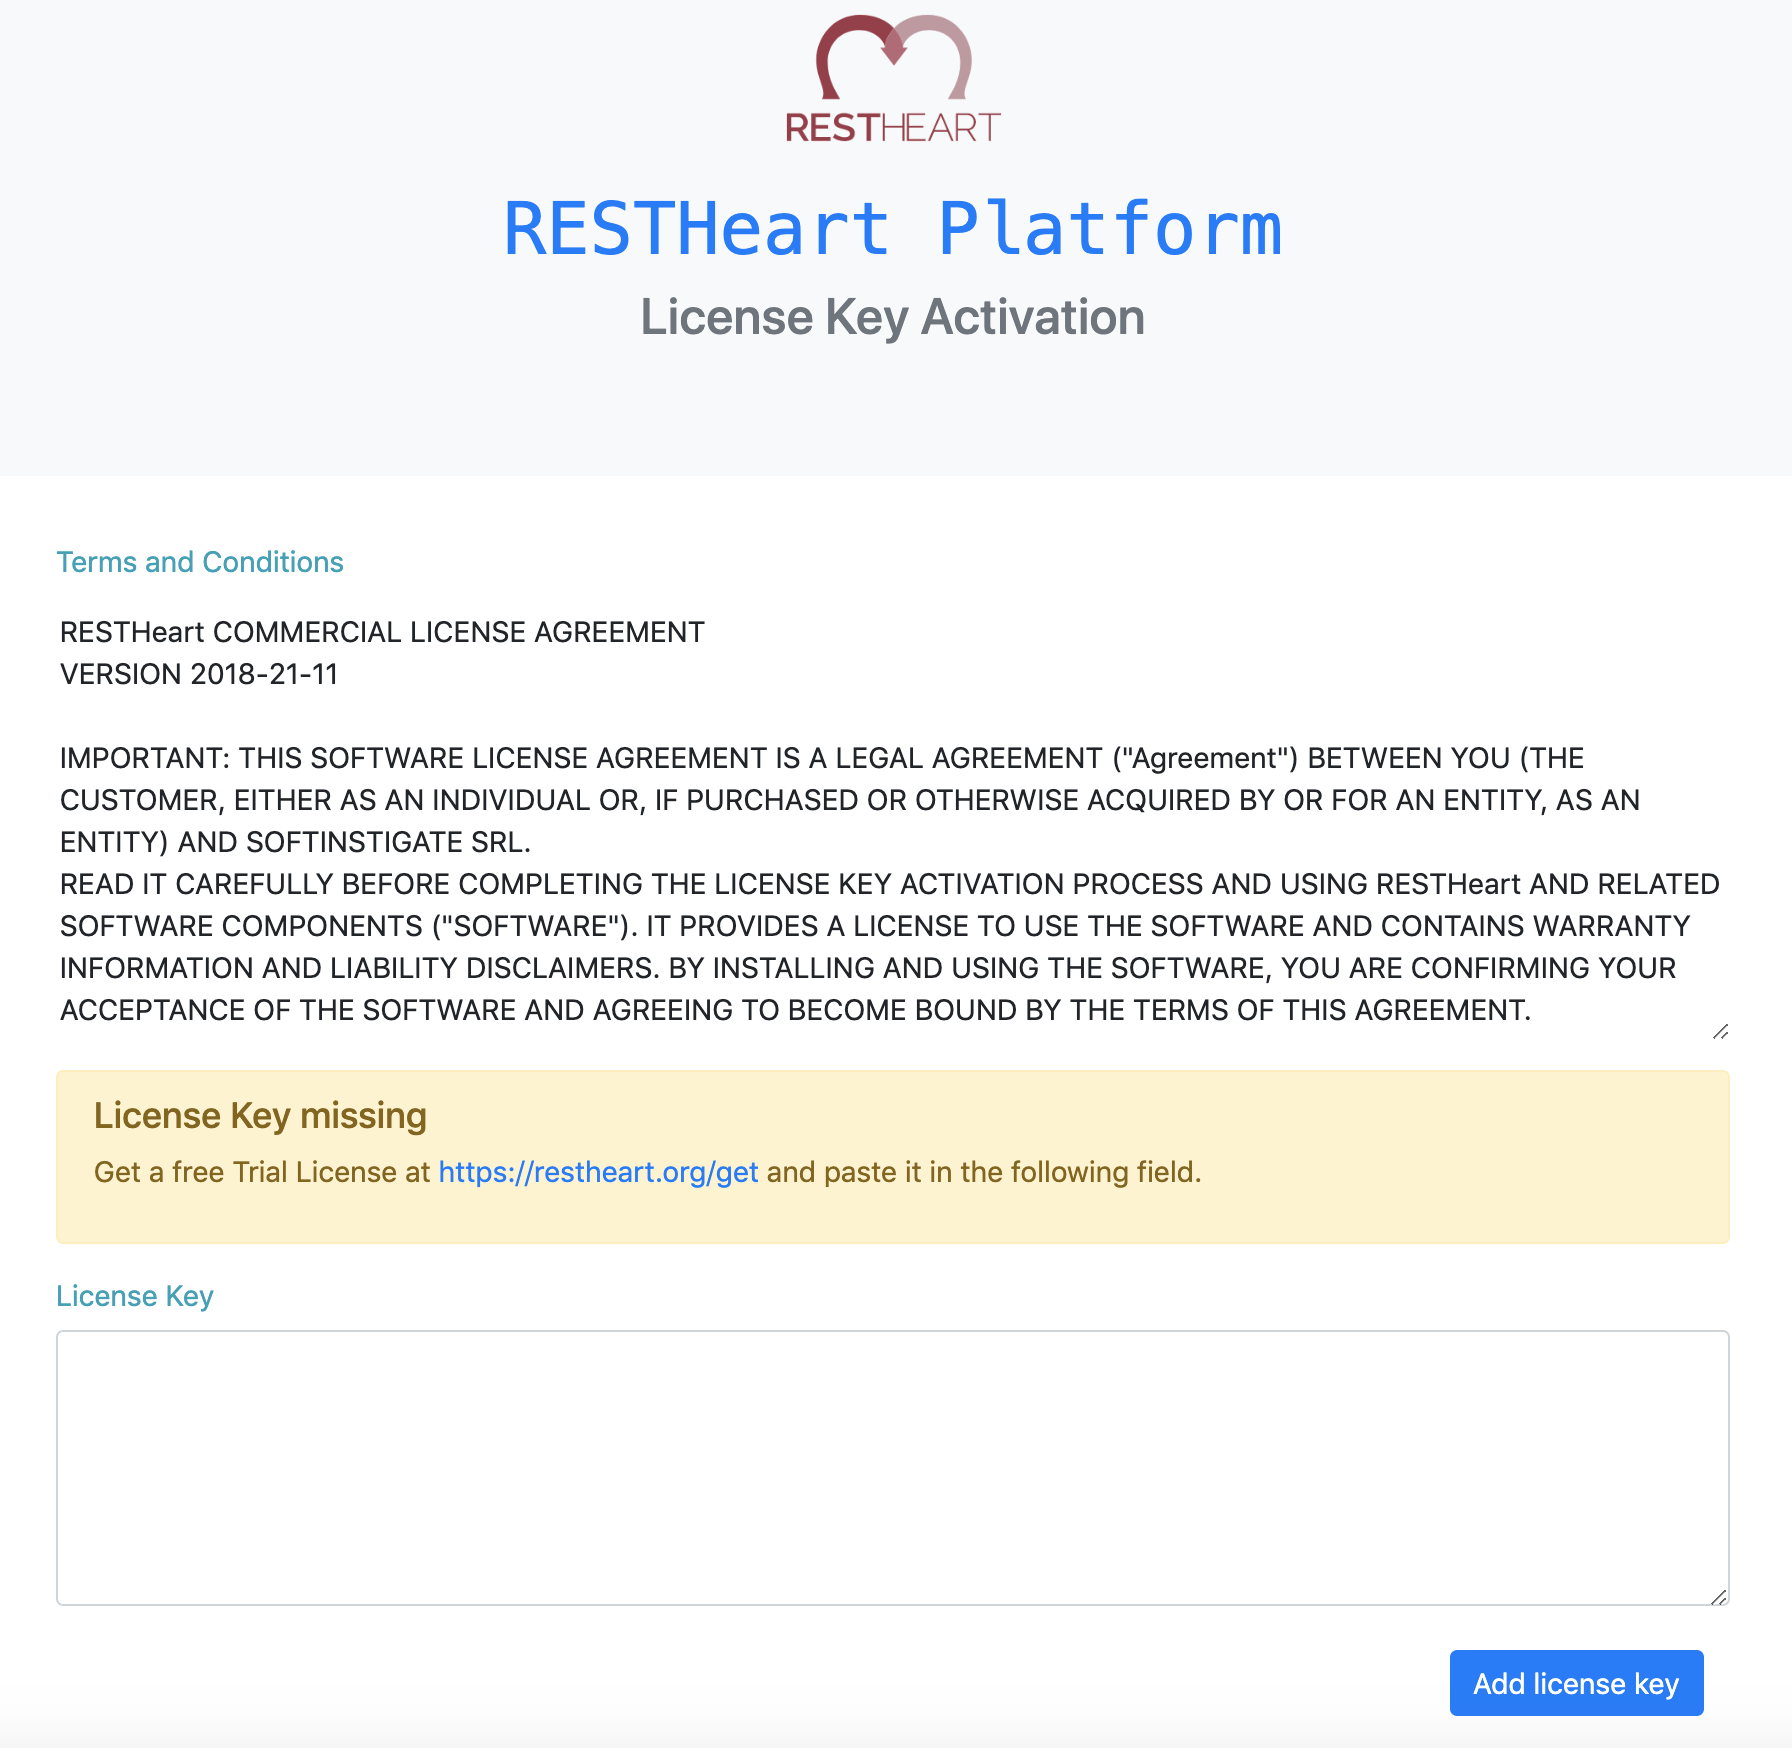 RESTHEART
RESTHeart Platform
License Key Activation
Terms and Conditions
RESTHeart COMMERCIAL LICENSE AGREEMENT
VERSION 2018-21-11
IMPORTANT: THIS SOFTWARE LICENSE AGREEMENT IS A LEGAL AGREEMENT ("Agreement") BETWEEN YOU (THE
CUSTOMER, EITHER AS AN INDIVIDUAL OR, IF PURCHASED OR OTHERWISE ACQUIRED BY OR FOR AN ENTITY, AS AN
ENTITY) AND SOFTINSTIGATE SRL.
READ IT CAREFULLY BEFORE COMPLETING THE LICENSE KEY ACTIVATION PROCESS AND USING RESTHeart AND RELATED
SOFTWARE COMPONENTS ("SOFTWARE"). IT PROVIDES A LICENSE TO USE THE SOFTWARE AND CONTAINS WARRANTY
INFORMATION AND LIABILITY DISCLAIMERS. BY INSTALLING AND USING THE SOFTWARE, YOU ARE CONFIRMING YOUR
ACCEPTANCE OF THE SOFTWARE AND AGREEING TO BECOME BOUND BY THE TERMS OF THIS AGREEMENT.
License Key missing
Get a free Trial License at https://restheart.org/get and paste it in the following field.
License Key
Add license key